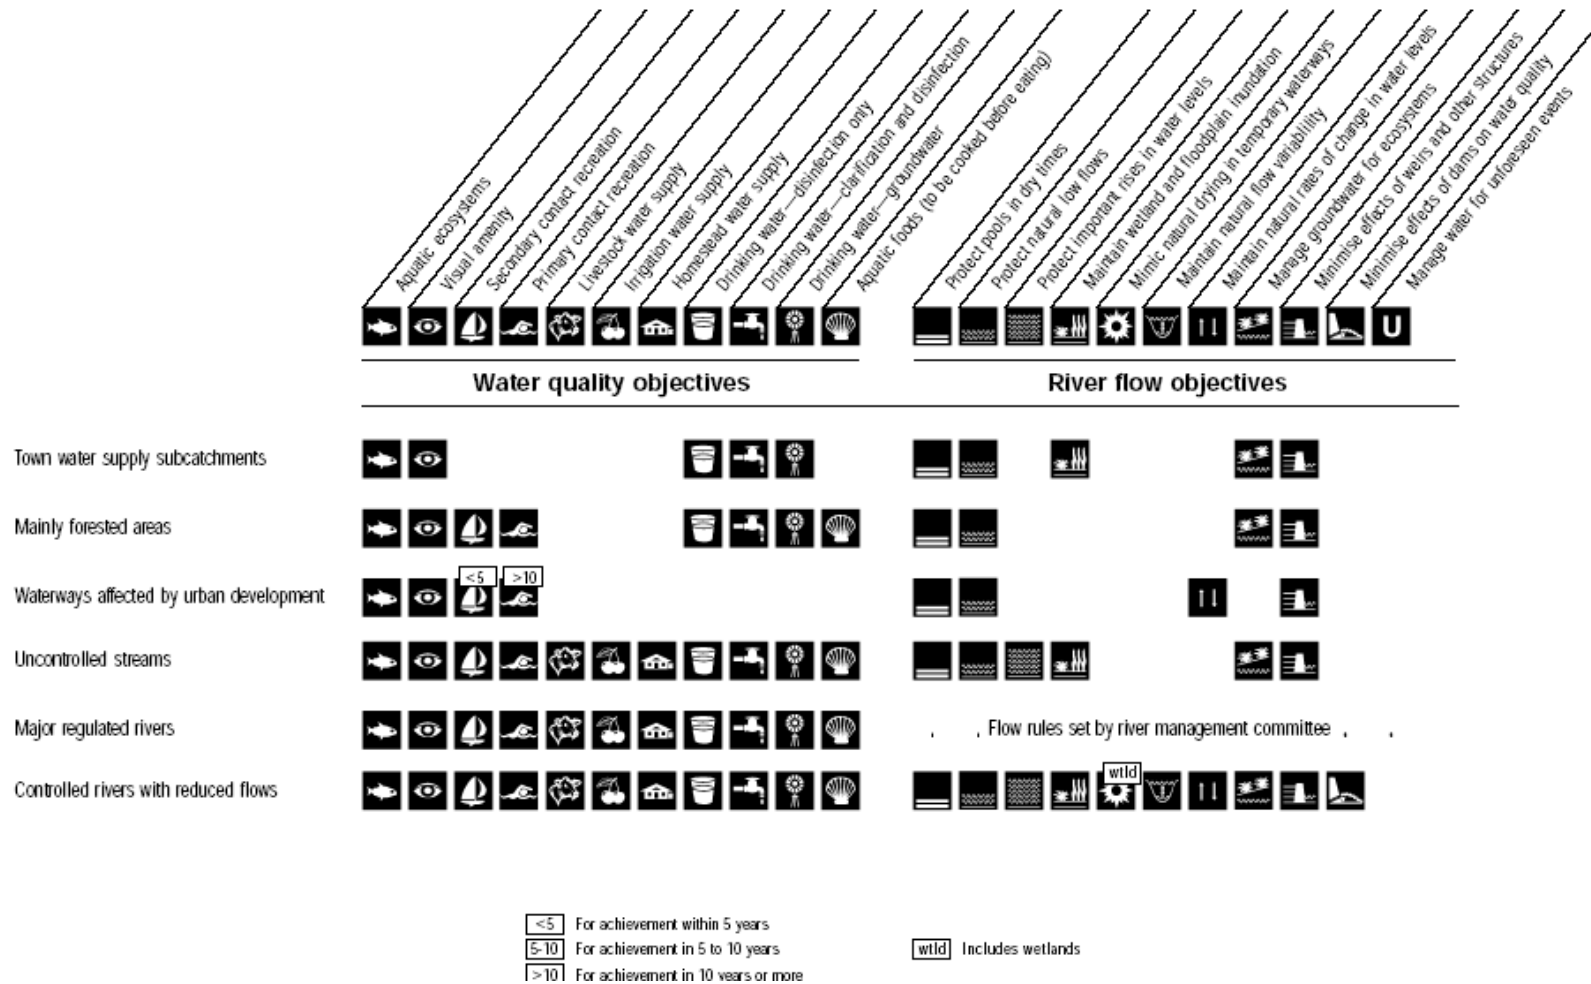 Aquatic ecosystems
Visual amenity
Secondary contact recreation
Primary contact recreation
Livestock water supply
Irrigation water supply
Homestead water supply
Drinking water—disinfection only
Drinking water—clarification and disinfection
Drinking water—groundwater
Aquatic foods (to be cooked before eating)
Protect pools in dry times
Protect natural low flows
Protect important rises in water levels
Maintain wetland and floodplain inundation
Mimic natural drying in temporary waterways
Maintain natural flow variability
Maintain natural rates of change in water levels
Manage groundwater for ecosystems
Minimise effects of weirs and other structures
Minimise effects of dams on water quality
Manage water for unforeseen events
U
Water quality objectives
River flow objectives
Town water supply subcatchments
Mainly forested areas
<5 >10
Waterways affected by urban development
Uncontrolled streams
Major regulated rivers
Flow rules set by river management committee
wtld
Controlled rivers with reduced flows
<5 For achievement within 5 years
5-10 For achievement in 5 to 10 years
wtld Includes wetlands
>10 For achievement in 10 years or more